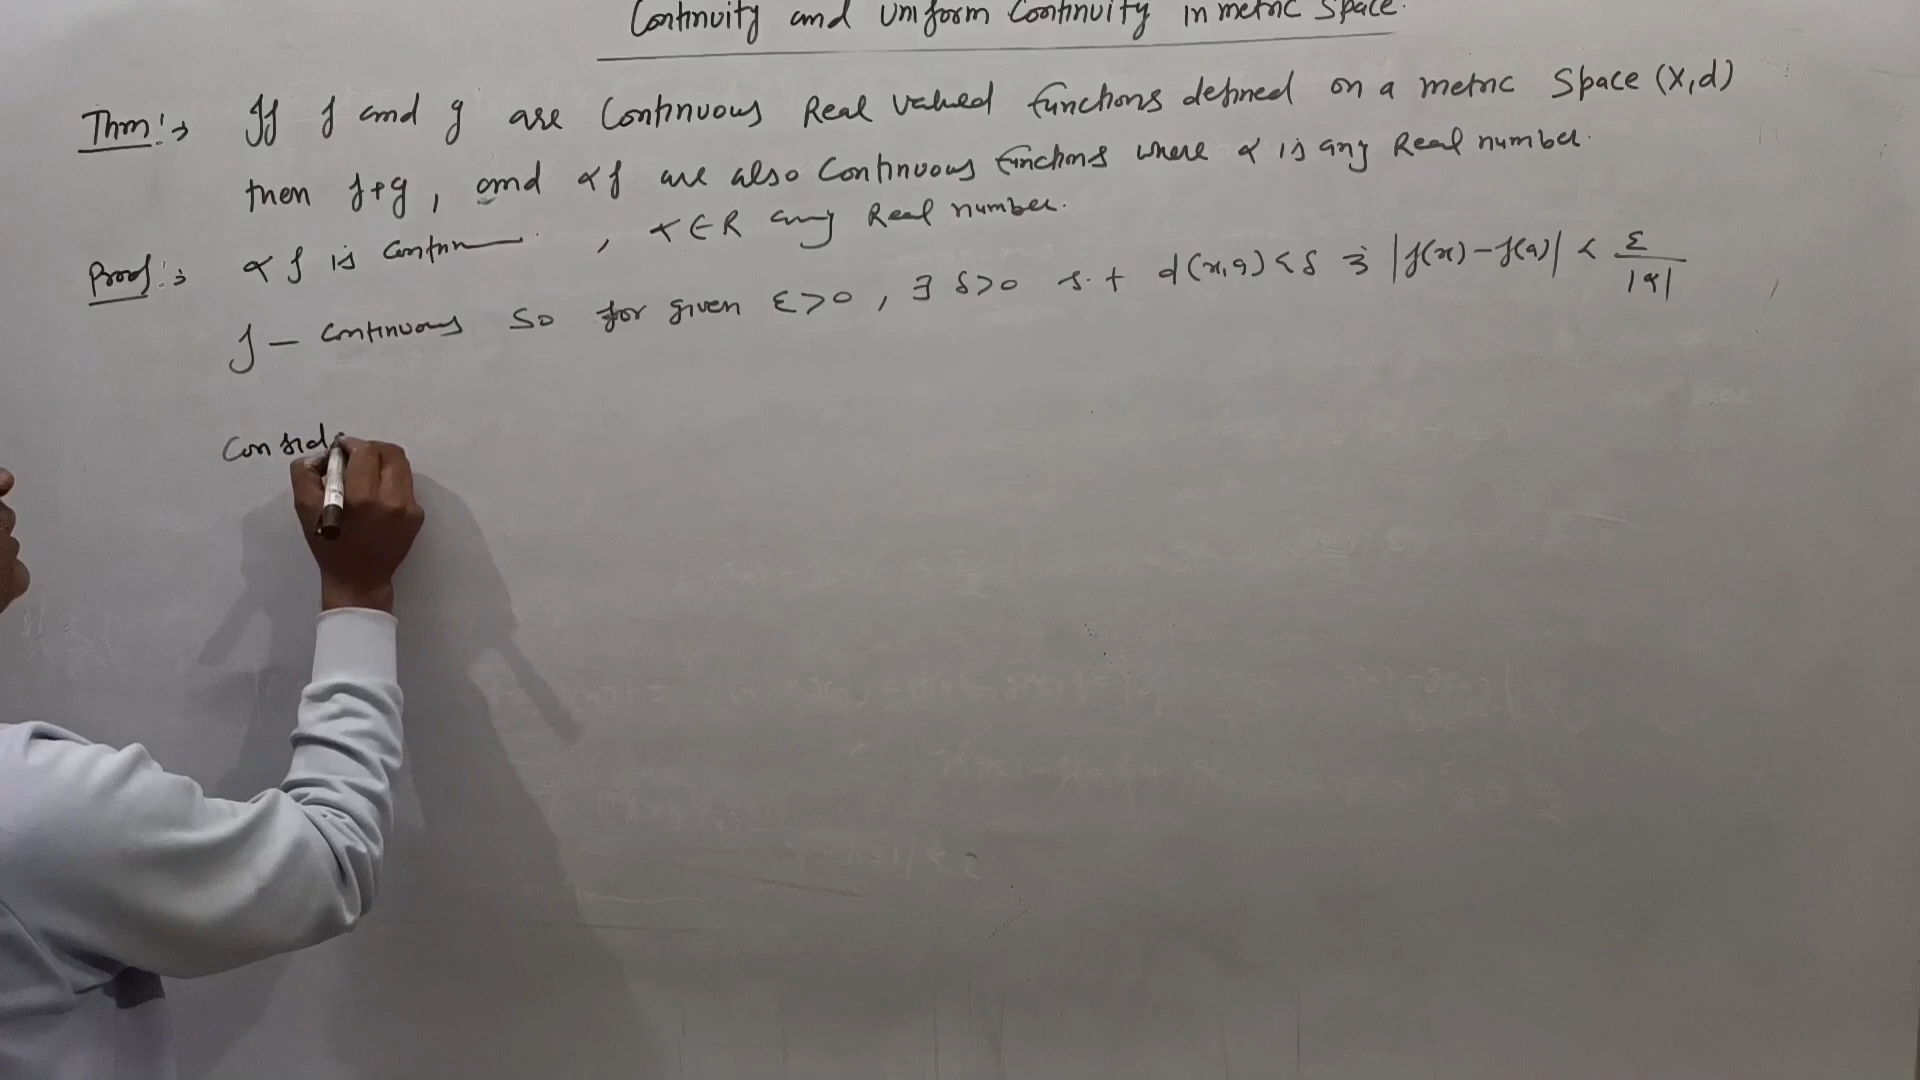 Continuity and Uniform Continuity in metric Space.
Thm:→ If f and g are Continuous Real valued functions defined on a metric Space (X,d)
then f+g, and αf are also Continuous functions where α is any Real number.
Proof:→ αf is contin , α∈R any Real number.
f – continuous so for given ε>0, ∃ δ>0 s.t d(x,a)<δ ⇒ |f(x)-f(a)| < ε/|α|
Conside